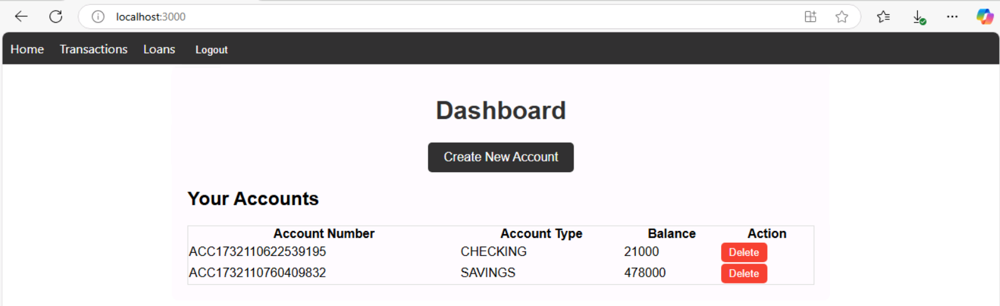 localhost:3000
Home Transactions Loans Logout
Dashboard
Create New Account
Your Accounts
Account Number Account Type Balance Action
ACC1732110622539195 CHECKING 21000 Delete
ACC1732110760409832 SAVINGS 478000 Delete